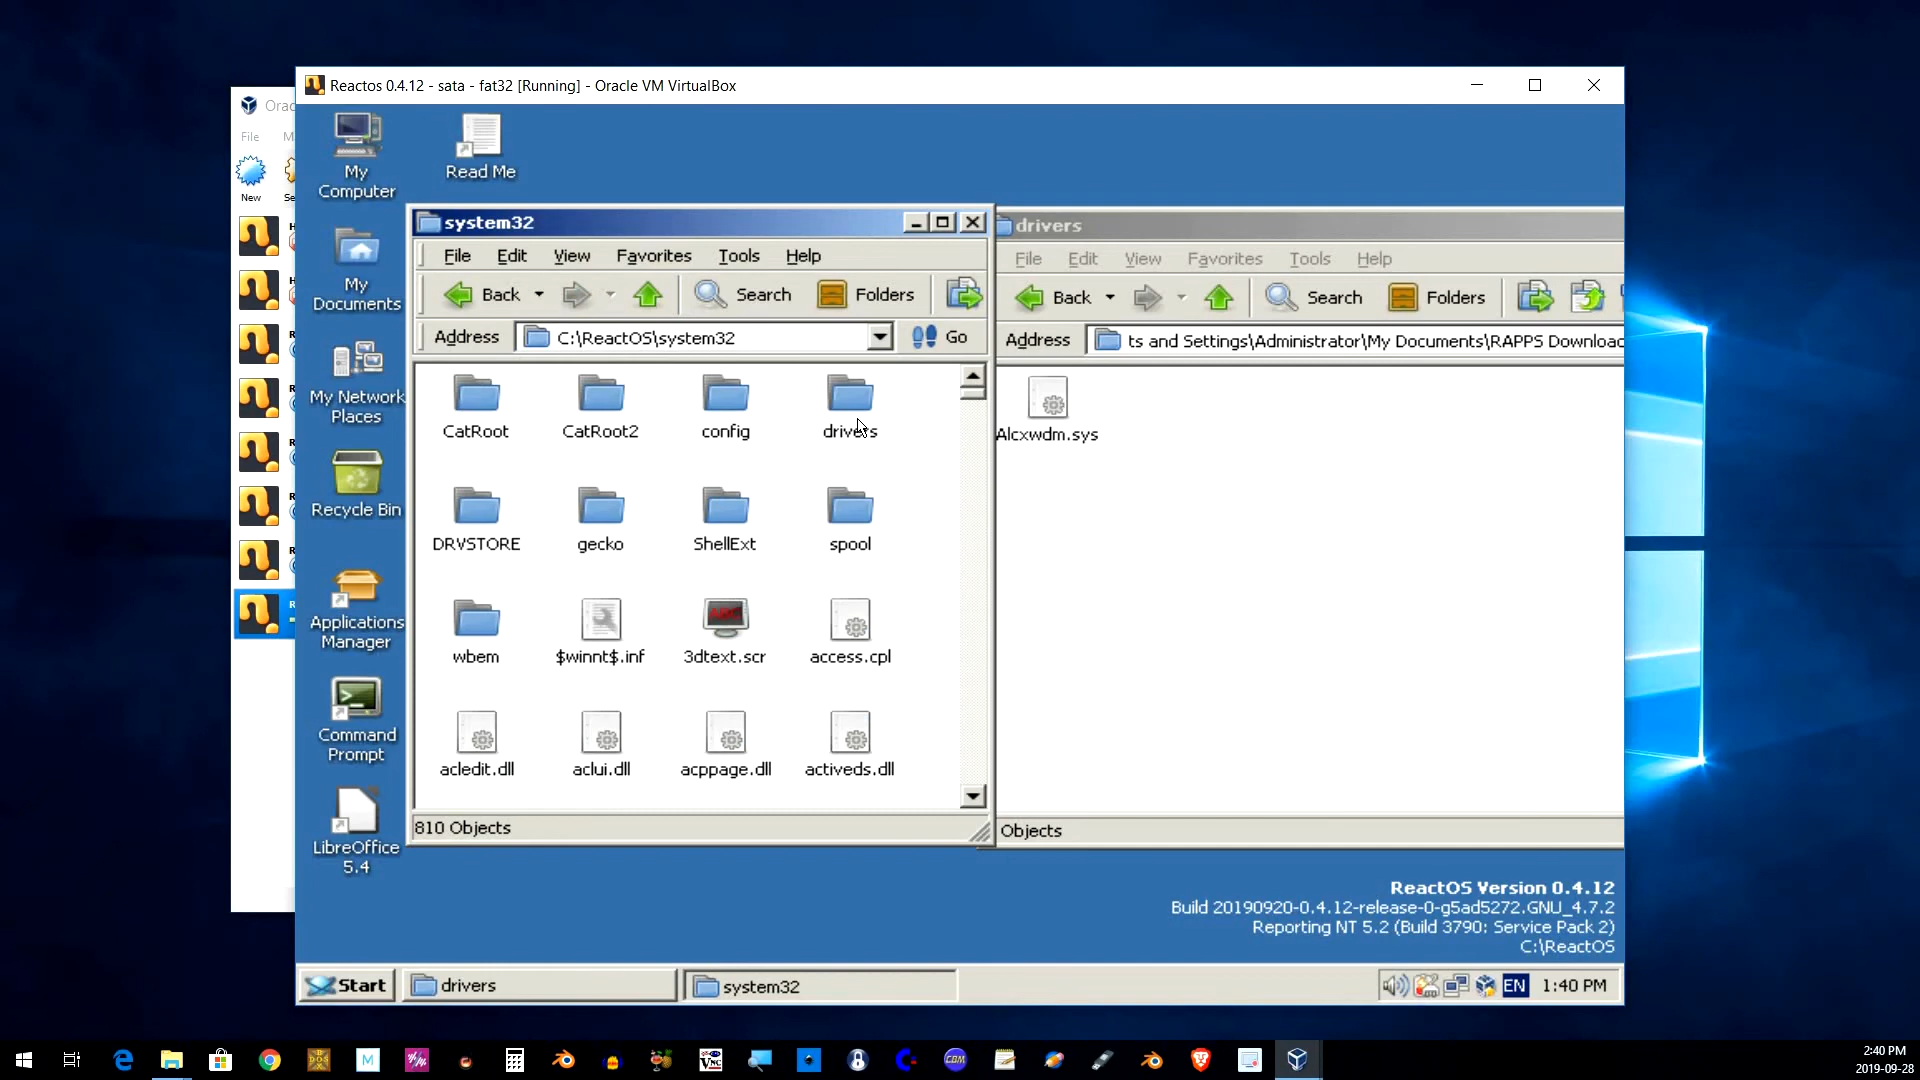 Reactos 0.4.12 - sata - fat32 [Running] - Oracle VM VirtualBox
Orac
File M
New Se
My Computer
Read Me
My Documents
My Network Places
Recycle Bin
Applications Manager
Command Prompt
LibreOffice 5.4
system32
File Edit View Favorites Tools Help
Back Search Folders
Address C:\ReactOS\system32 Go
CatRoot CatRoot2 config drivers
DRVSTORE gecko ShellExt spool
wbem $winnt$.inf 3dtext.scr access.cpl
acledit.dll aclui.dll acppage.dll activeds.dll
810 Objects
drivers
File Edit View Favorites Tools Help
Back Search Folders
Address ts and Settings\Administrator\My Documents\RAPPS Downloac
Alcxwdm.sys
Objects
ReactOS Version 0.4.12
Build 20190920-0.4.12-release-0-g5ad5272.GNU_4.7.2
Reporting NT 5.2 (Build 3790: Service Pack 2)
C:\ReactOS
Start drivers system32 EN 1:40 PM
2:40 PM
2019-09-28